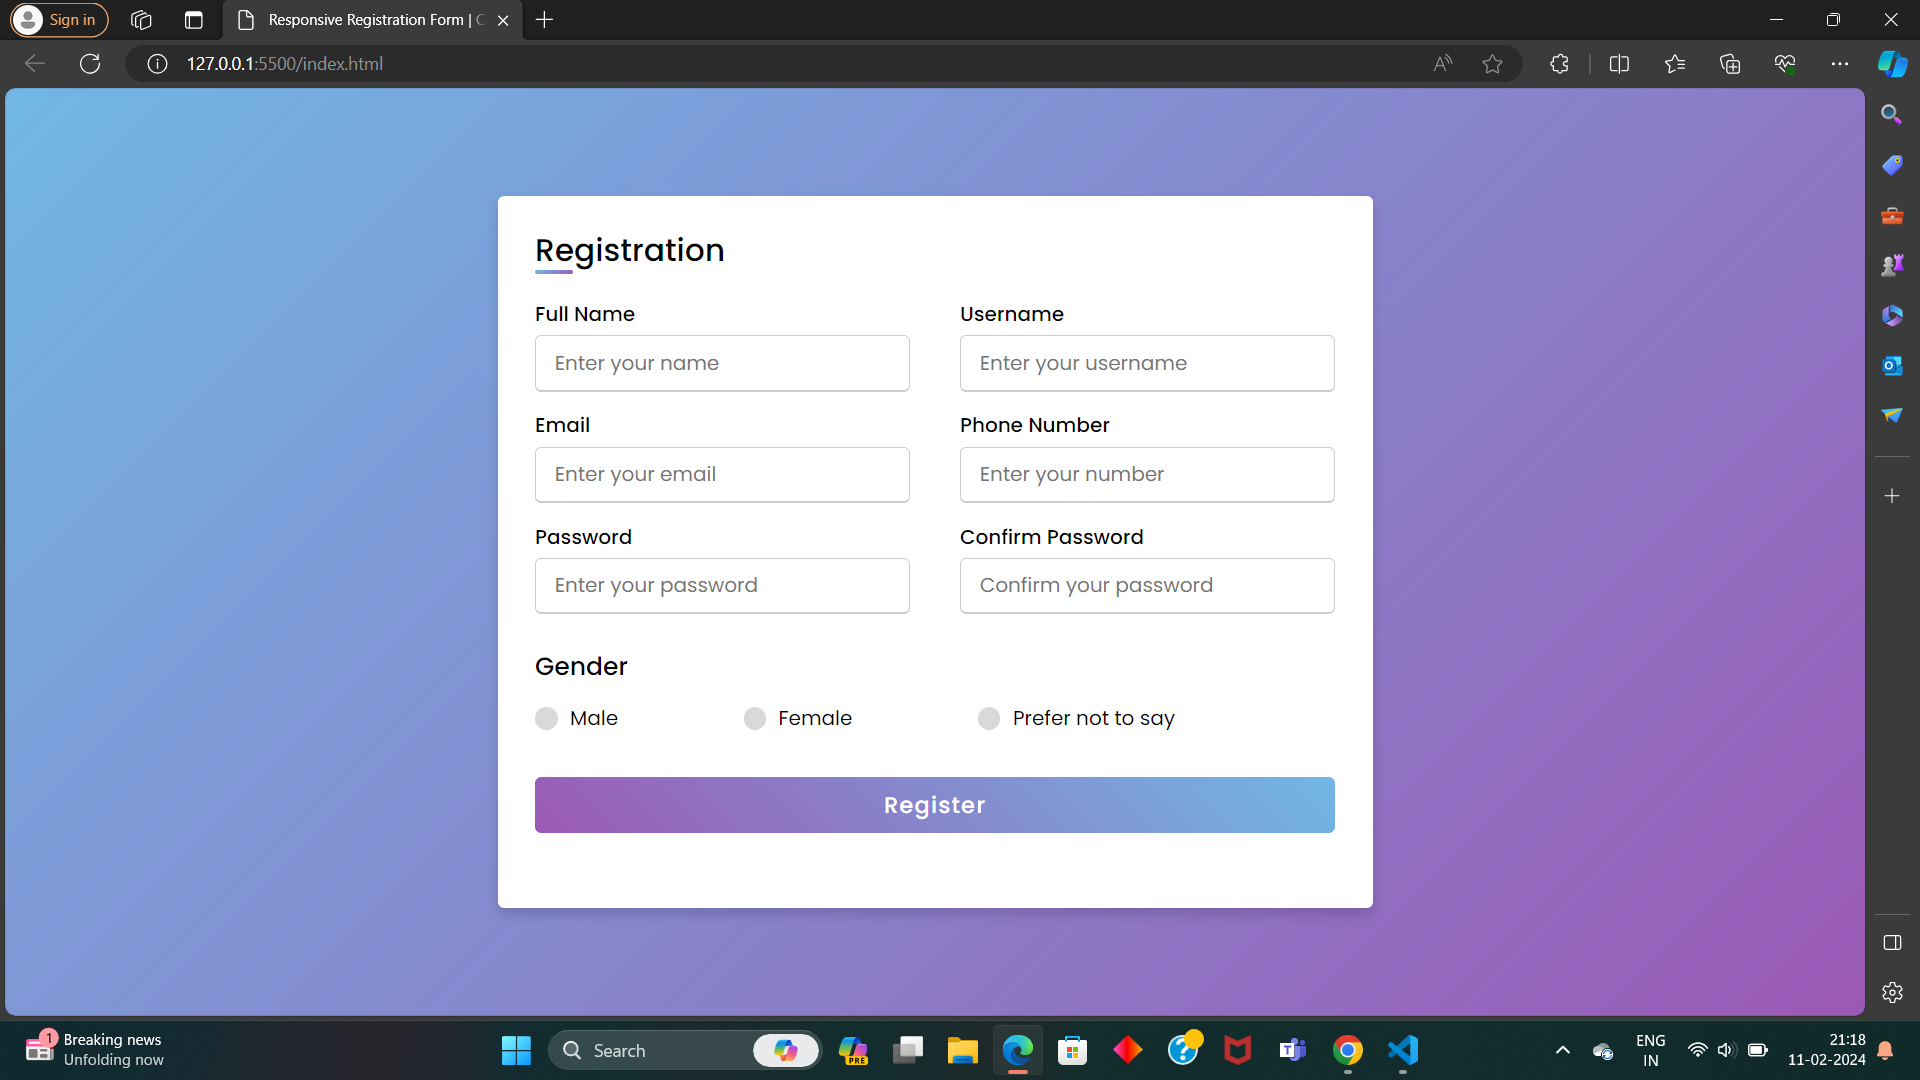 Sign in
Responsive Registration Form | C
127.0.0.1:5500/index.html
Registration
Full Name
Username
Enter your name
Enter your username
Email
Phone Number
Enter your email
Enter your number
Password
Confirm Password
Enter your password
Confirm your password
Gender
Male
Female
Prefer not to say
Register
1
Breaking news
Unfolding now
Search
PRE
ENG
IN
21:18
11-02-2024